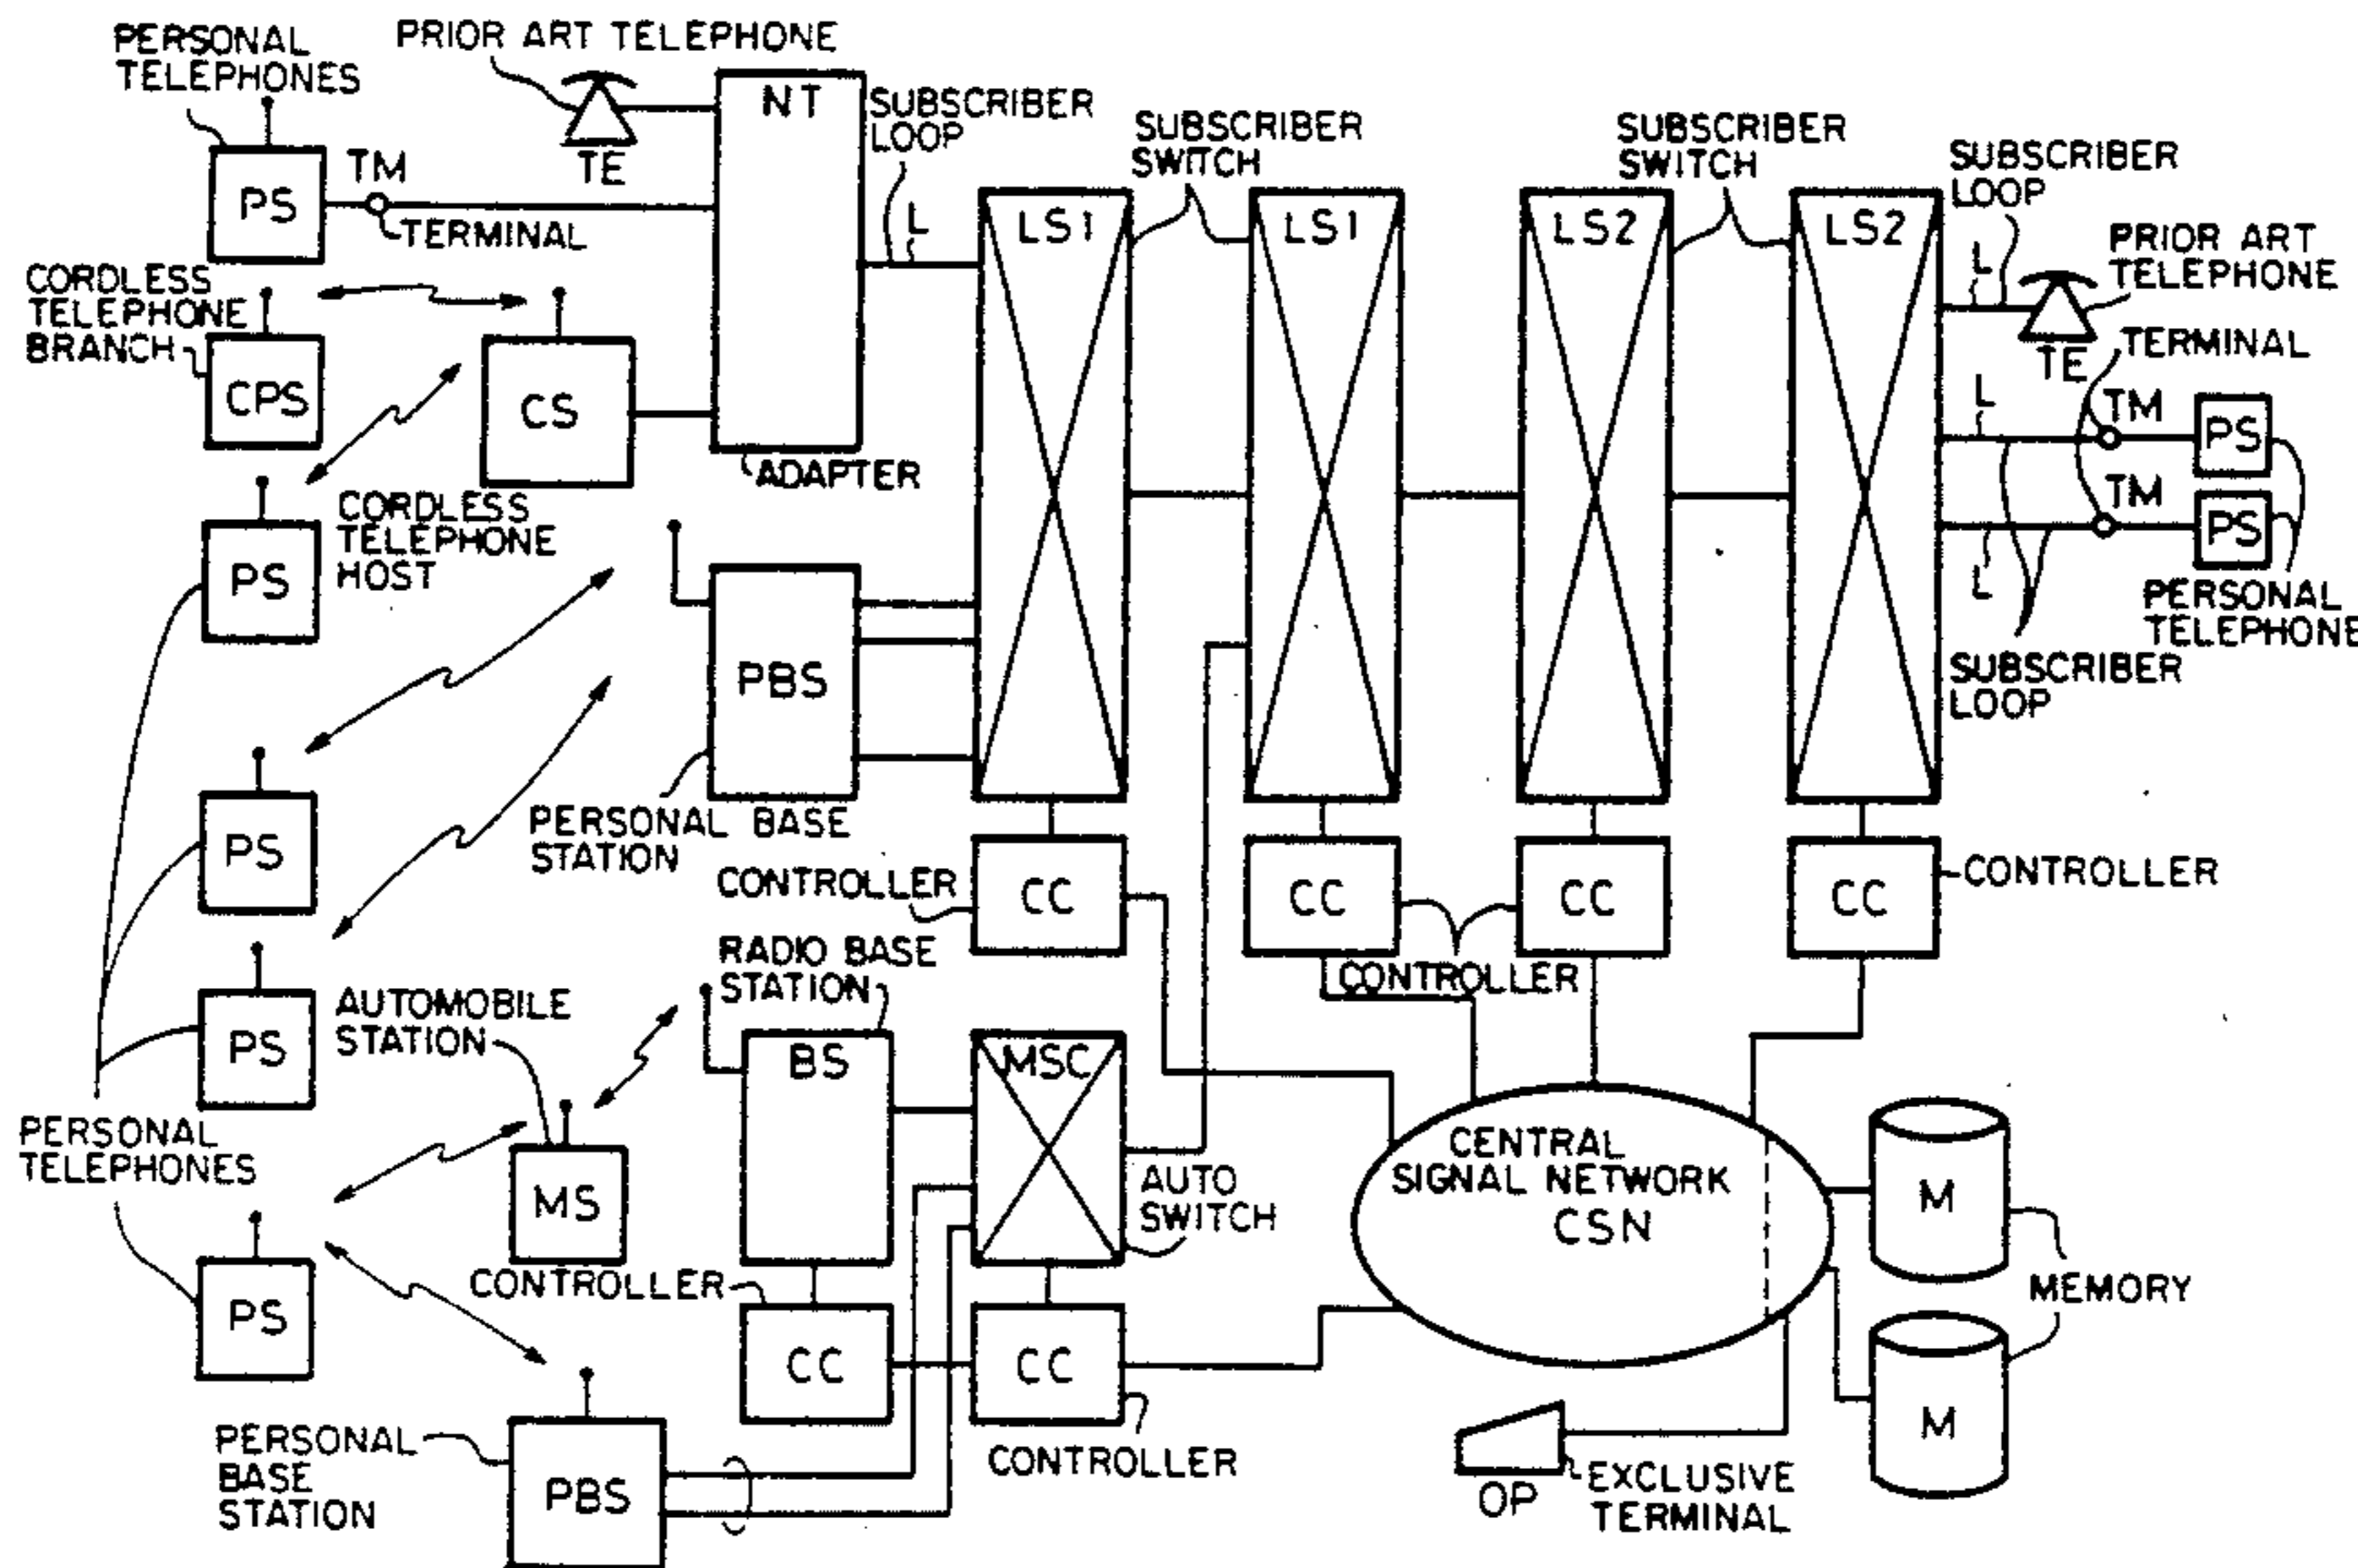 PERSONAL
TELEPHONES
PRIOR ART TELEPHONE
TE
NT
SUBSCRIBER
LOOP
L
PS
TM
TERMINAL
CORDLESS
TELEPHONE
BRANCH
CPS
CS
ADAPTER
CORDLESS
TELEPHONE
HOST
PS
SUBSCRIBER
SWITCH
LS1
LS1
SUBSCRIBER
SWITCH
LS2
LS2
SUBSCRIBER
LOOP
L
PRIOR ART
TELEPHONE
TE
TERMINAL
L
TM
PS
TM
PS
L
PERSONAL
TELEPHONE
SUBSCRIBER
LOOP
PBS
PERSONAL BASE
STATION
PS
CONTROLLER
CC
CC
CC
CONTROLLER
CC
CONTROLLER
PS
PERSONAL
TELEPHONES
PS
AUTOMOBILE
STATION
MS
RADIO BASE
STATION
BS
MSC
AUTO
SWITCH
CONTROLLER
CC
CC
CONTROLLER
PERSONAL
BASE
STATION
PBS
CENTRAL
SIGNAL NETWORK
CSN
M
MEMORY
M
OP
EXCLUSIVE
TERMINAL